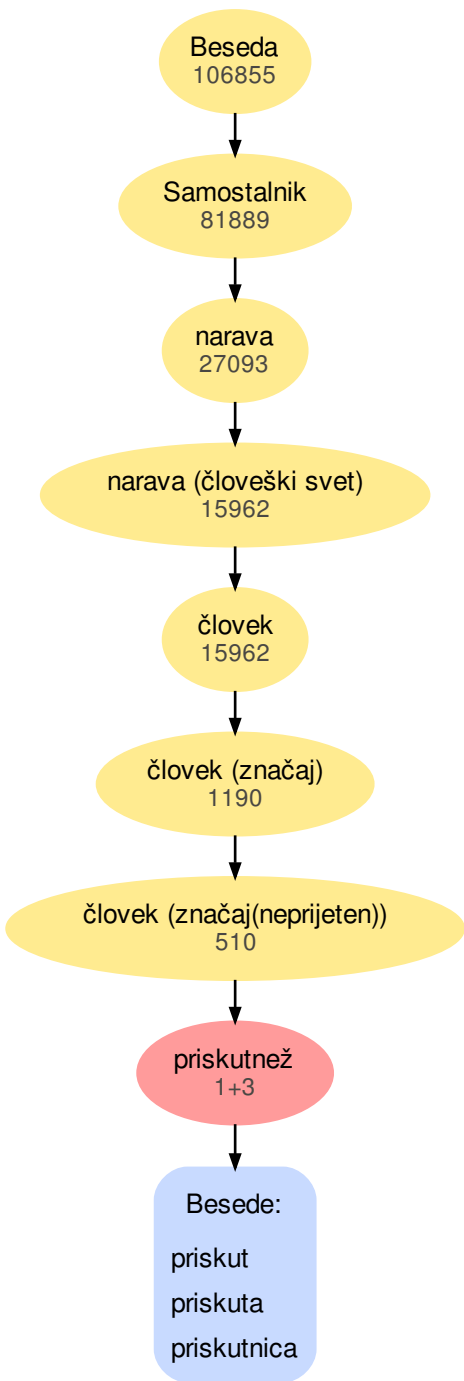 Beseda
106855
Samostalnik
81889
narava
27093
narava (človeški svet)
15962
človek
15962
človek (značaj)
1190
človek (značaj(neprijeten))
510
priskutnež
1+3
Besede:
priskut
priskuta
priskutnica